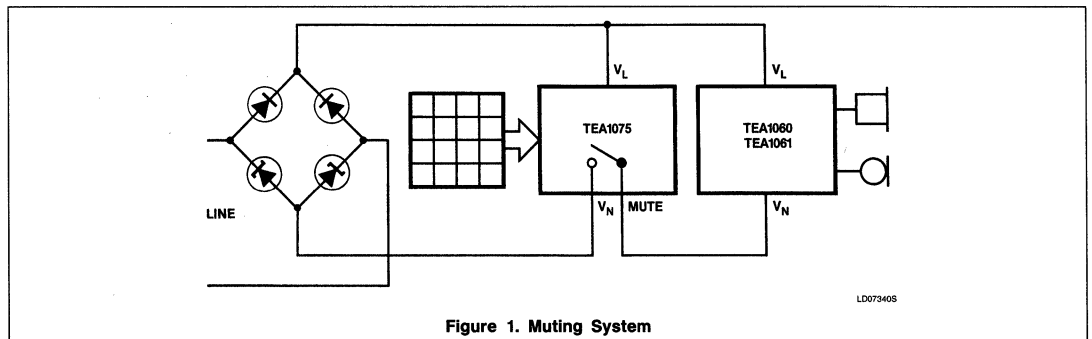 V_L
V_L
TEA1075
TEA1060
TEA1061
LINE
V_N
MUTE
V_N
LD07340S
Figure 1. Muting System